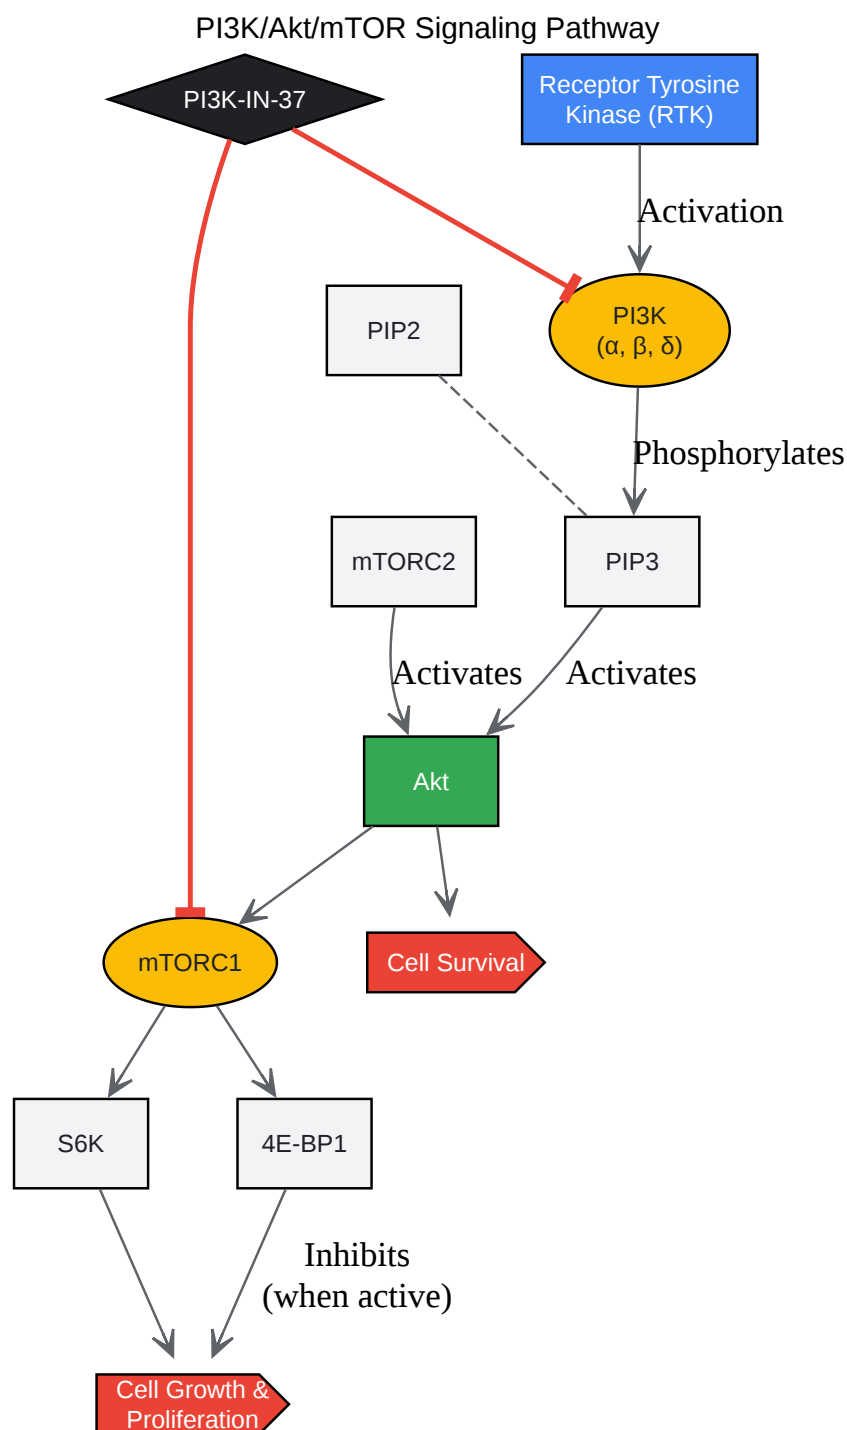 PI3K/Akt/mTOR Signaling Pathway
PI3K-IN-37
Receptor Tyrosine
Kinase (RTK)
Activation
PIP2
PI3K
(α, β, δ)
Phosphorylates
mTORC2
PIP3
Activates
Activates
Akt
mTORC1
Cell Survival
S6K
4E-BP1
Inhibits
(when active)
Cell Growth &
Proliferation